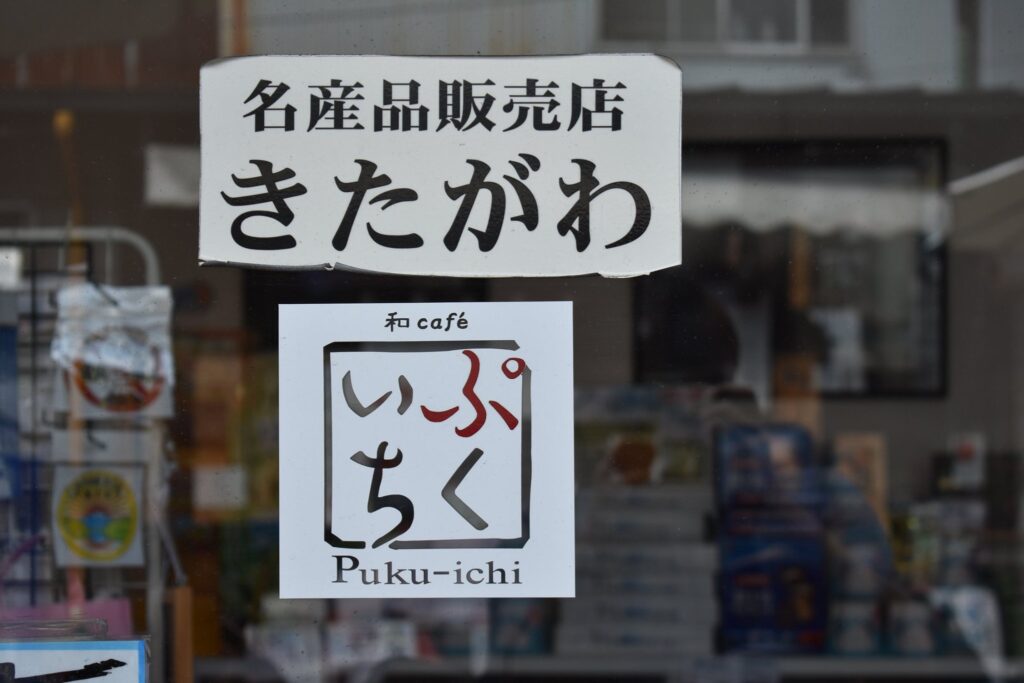 名産品販売店
きたがわ
和 café
ぷく
いち
Puku-ichi